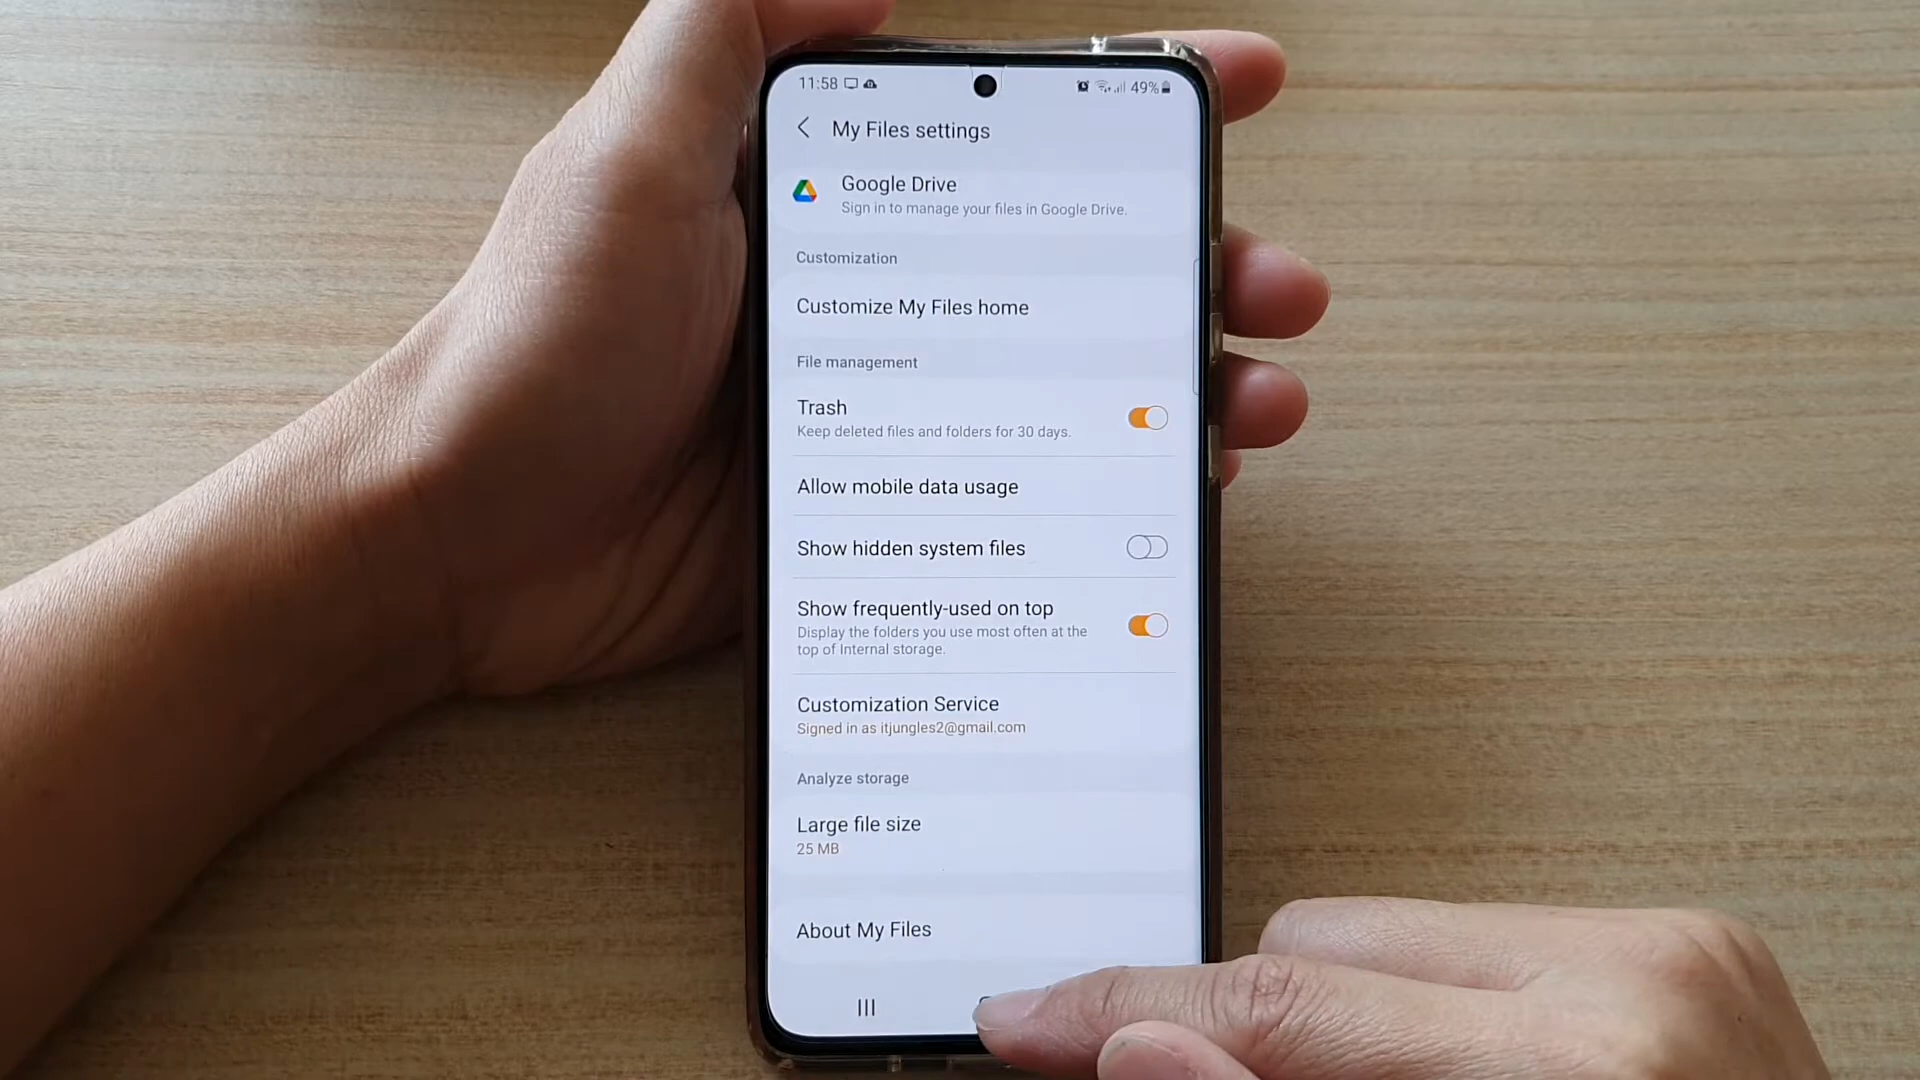 11:58
49%
My Files settings
Google Drive
Sign in to manage your files in Google Drive.
Customization
Customize My Files home
File management
Trash
Keep deleted files and folders for 30 days.
Allow mobile data usage
Show hidden system files
Show frequently-used on top
Display the folders you use most often at the
top of Internal storage.
Customization Service
Signed in as itjungles2@gmail.com
Analyze storage
Large file size
25 MB
About My Files